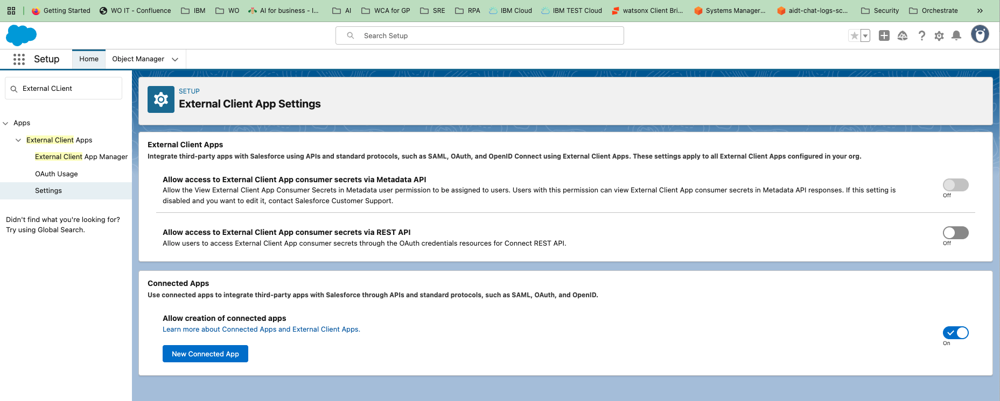 Getting Started
WO IT - Confluence
IBM
WO
AI for business - I...
AI
WCA for GP
SRE
RPA
IBM Cloud
IBM TEST Cloud
watsonx Client Bri...
Systems Manager...
aidt-chat-logs-sc...
Security
Orchestrate
»
Search Setup
Setup
Home
Object Manager
External CLient
Apps
External Client Apps
External Client App Manager
OAuth Usage
Settings
Didn't find what you're looking for?
Try using Global Search.
SETUP
External Client App Settings
External Client Apps
Integrate third-party apps with Salesforce using APIs and standard protocols, such as SAML, OAuth, and OpenID Connect using External Client Apps. These settings apply to all External Client Apps configured in your org.
Allow access to External Client App consumer secrets via Metadata API
Allow the View External Client App Consumer Secrets in Metadata user permission to be assigned to users. Users with this permission can view External Client App consumer secrets in Metadata API responses. If this setting is
disabled and you want to edit it, contact Salesforce Customer Support.
Off
Allow access to External Client App consumer secrets via REST API
Allow users to access External Client App consumer secrets through the OAuth credentials resources for Connect REST API.
Off
Connected Apps
Use connected apps to integrate third-party apps with Salesforce through APIs and standard protocols, such as SAML, OAuth, and OpenID.
Allow creation of connected apps
Learn more about Connected Apps and External Client Apps.
On
New Connected App